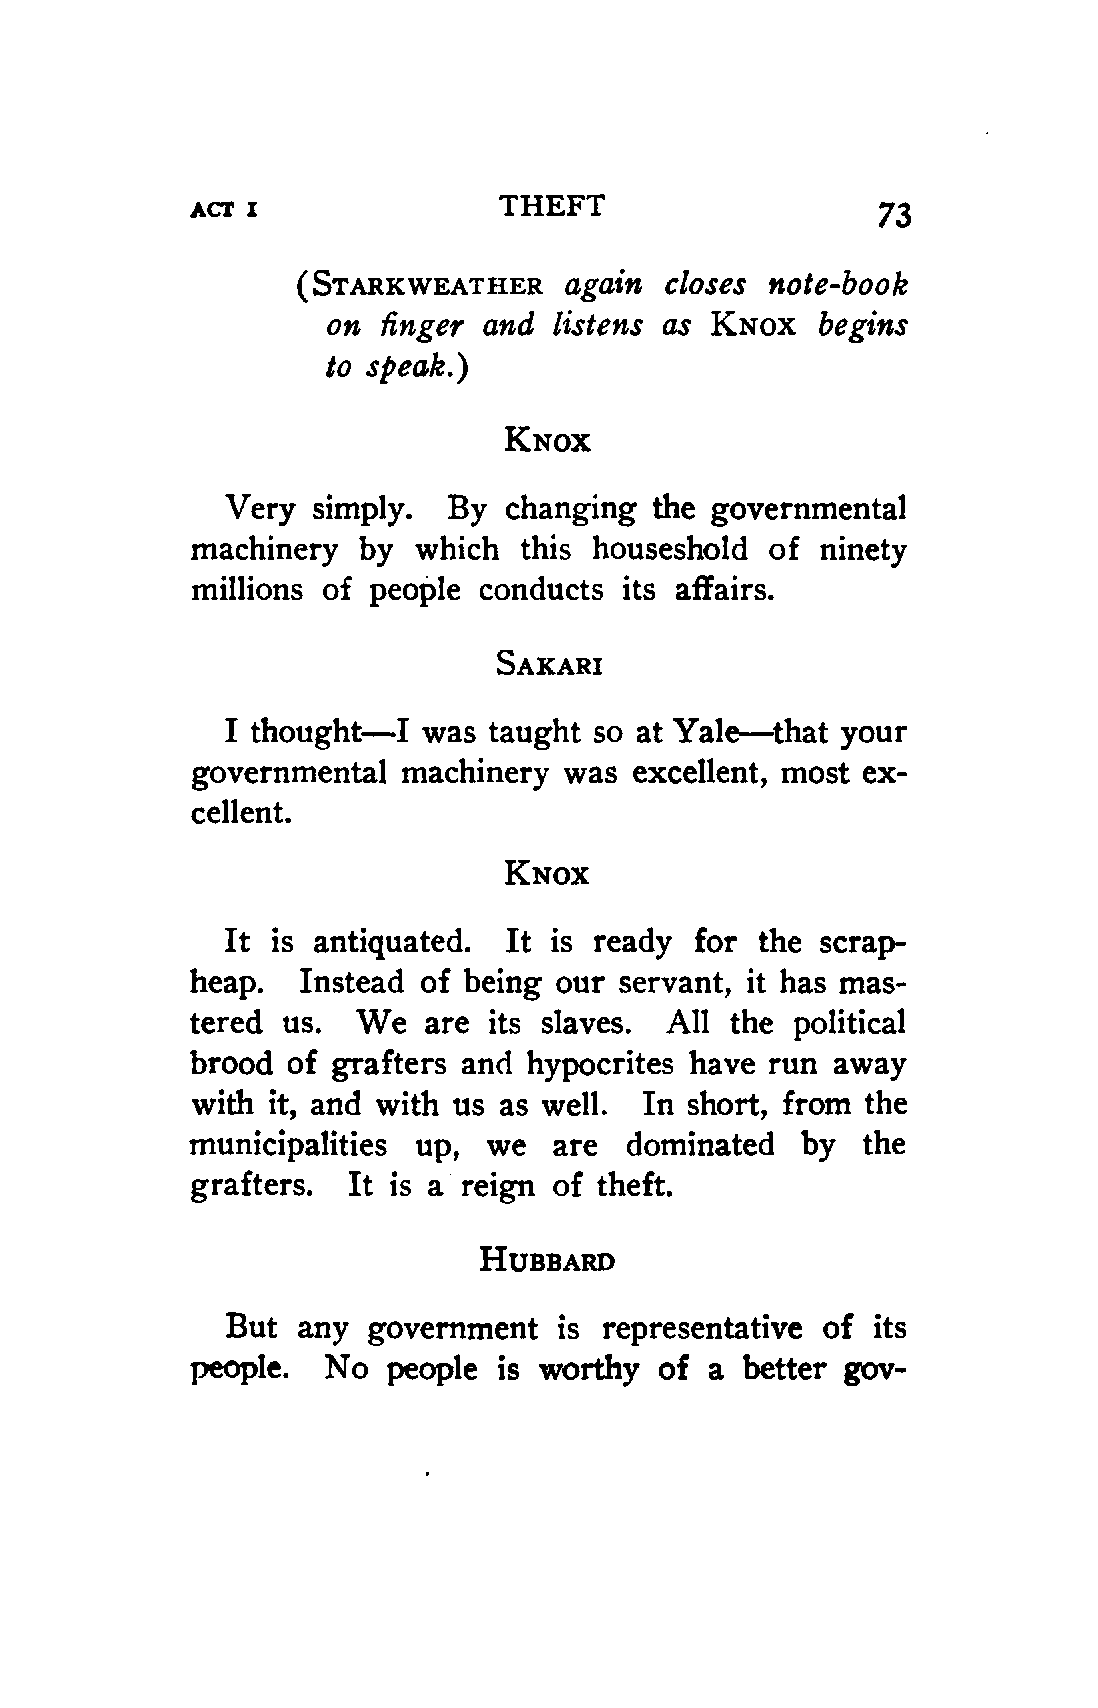 ACT I THEFT 73
(STARKWEATHER again closes note-book
on finger and listens as KNOX begins
to speak.)
KNOX
Very simply. By changing the governmental
machinery by which this houseshold of ninety
millions of people conducts its affairs.
SAKARI
I thought—I was taught so at Yale—that your
governmental machinery was excellent, most ex-
cellent.
KNOX
It is antiquated. It is ready for the scrap-
heap. Instead of being our servant, it has mas-
tered us. We are its slaves. All the political
brood of grafters and hypocrites have run away
with it, and with us as well. In short, from the
municipalities up, we are dominated by the
grafters. It is a reign of theft.
HUBBARD
But any government is representative of its
people. No people is worthy of a better gov-